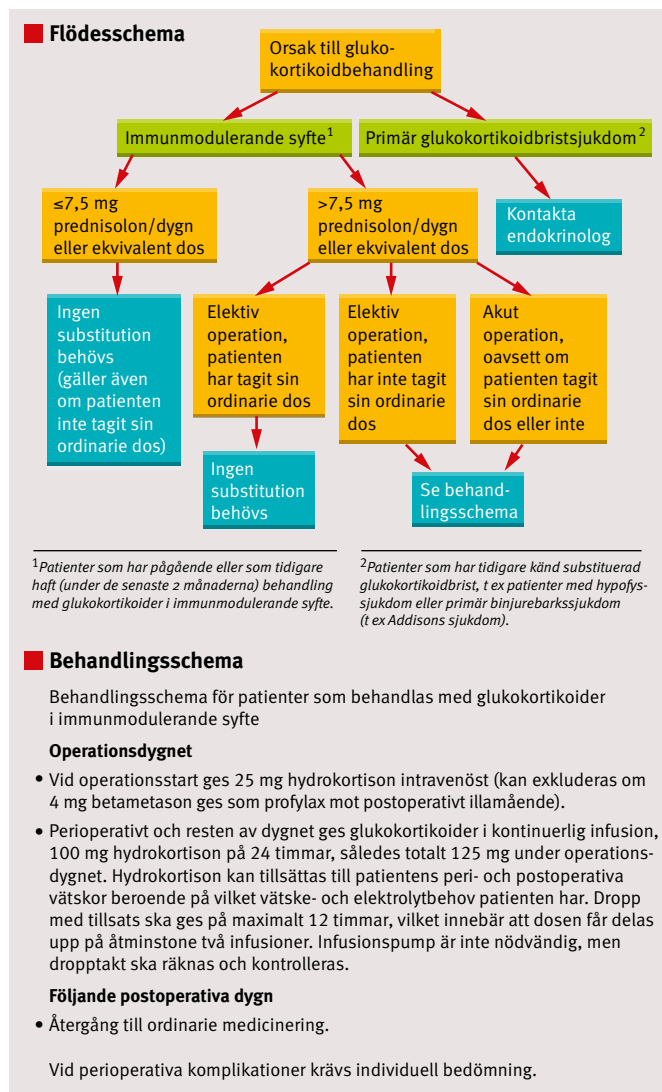 Flödesschema
Orsak till gluko-
kortikoidbehandling
Immunmodulerande syfte1
Primär glukokortikoidbristsjukdom2
≤7,5 mg
prednisolon/dygn
eller ekvivalent dos
>7,5 mg
prednisolon/dygn
eller ekvivalent dos
Kontakta
endokrinolog
Ingen
substitution
behövs
(gäller även
om patienten
inte tagit sin
ordinarie dos)
Elektiv
operation,
patienten
har tagit sin
ordinarie dos
Elektiv
operation,
patienten
har inte tagit
sin ordinarie
dos
Akut
operation,
oavsett om
patienten tagit
sin ordinarie
dos eller inte
Ingen
substitution
behövs
Se behand-
lingsschema
1Patienter som har pågående eller som tidigare
haft (under de senaste 2 månaderna) behandling
med glukokortikoider i immunmodulerande syfte.
2Patienter som har tidigare känd substituerad
glukokortikoidbrist, t ex patienter med hypofys-
sjukdom eller primär binjurebarkssjukdom
(t ex Addisons sjukdom).
Behandlingsschema
Behandlingsschema för patienter som behandlas med glukokortikoider
i immunmodulerande syfte
Operationsdygnet
• Vid operationsstart ges 25 mg hydrokortison intravenöst (kan exkluderas om
4 mg betametason ges som profylax mot postoperativt illamående).
• Perioperativt och resten av dygnet ges glukokortikoider i kontinuerlig infusion,
100 mg hydrokortison på 24 timmar, således totalt 125 mg under operations-
dygnet. Hydrokortison kan tillsättas till patientens peri- och postoperativa
vätskor beroende på vilket vätske- och elektrolytbehov patienten har. Dropp
med tillsats ska ges på maximalt 12 timmar, vilket innebär att dosen får delas
upp på åtminstone två infusioner. Infusionspump är inte nödvändig, men
dropptakt ska räknas och kontrolleras.
Följande postoperativa dygn
• Återgång till ordinarie medicinering.
Vid perioperativa komplikationer krävs individuell bedömning.